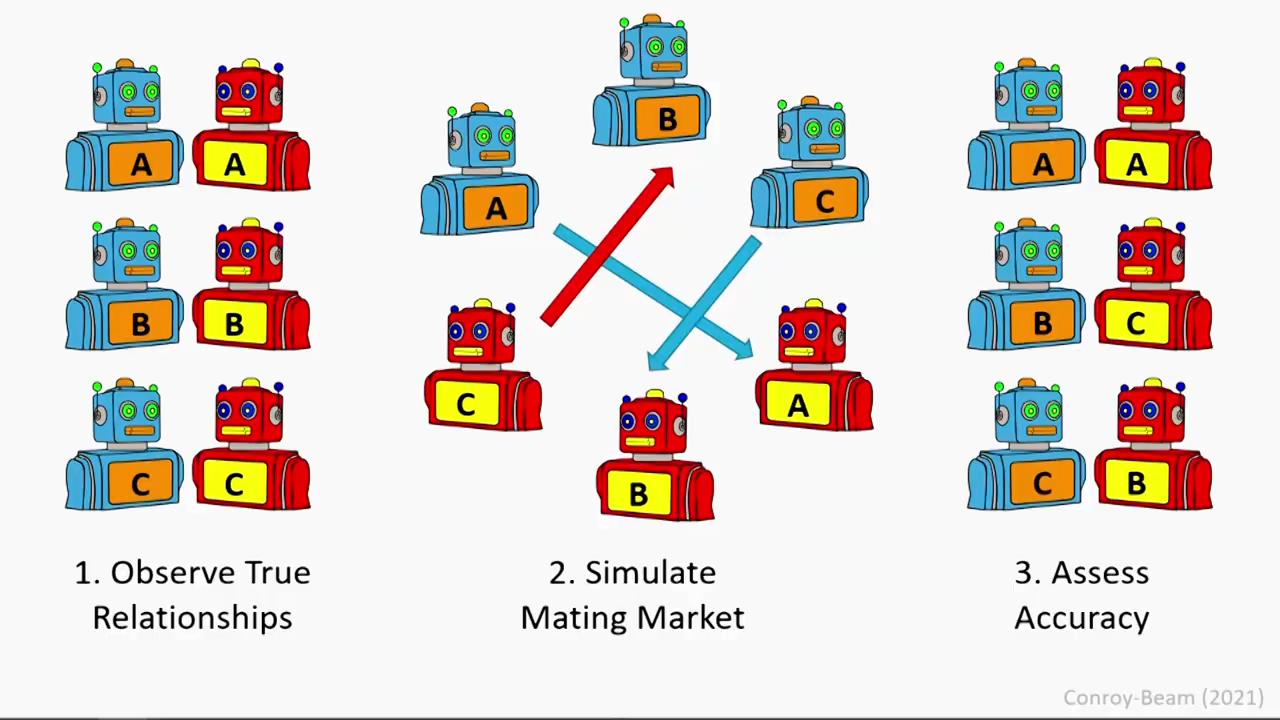 A A
B B
C C
1. Observe True
Relationships
B
A
C
C
A
B
2. Simulate
Mating Market
A A
B C
C B
3. Assess
Accuracy
Conroy-Beam (2021)